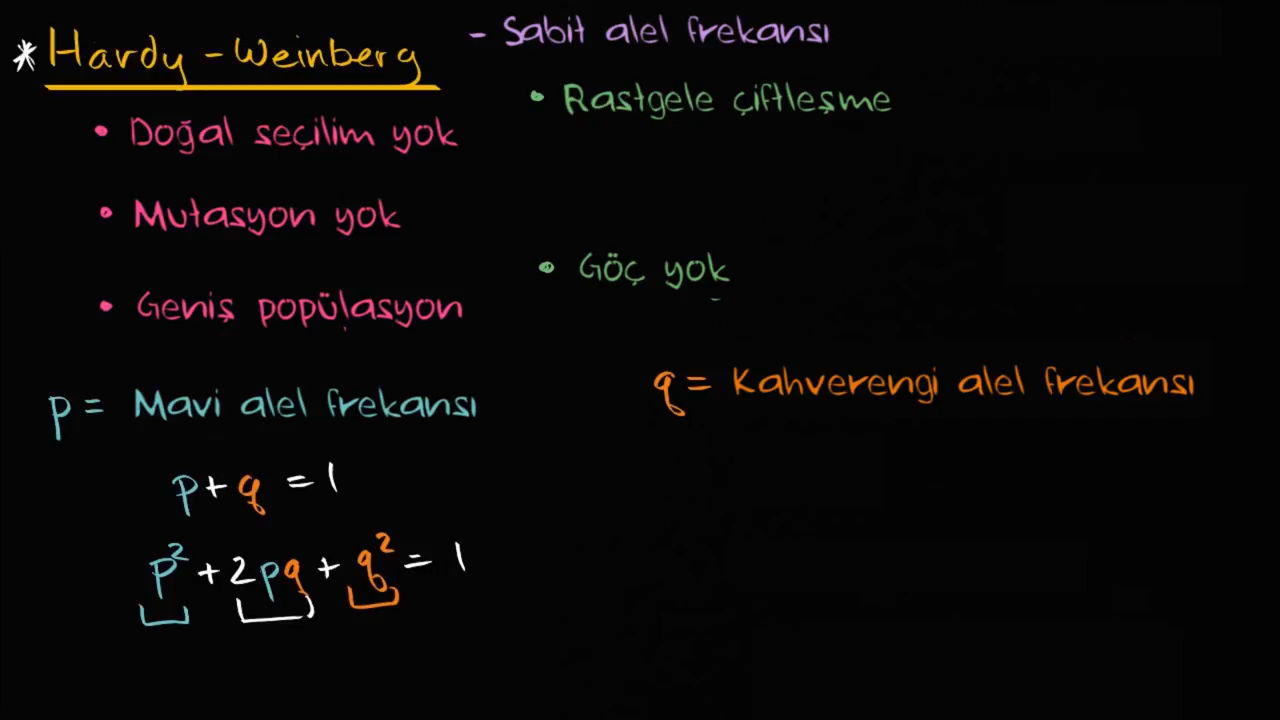 * Hardy - Weinberg
- Sabit alel frekansı
• Rastgele çiftleşme
• Doğal seçilim yok
• Mutasyon yok
• Göç yok
• Geniş popülasyon
p = Mavi alel frekansı
q = Kahverengi alel frekansı
p + q = 1
p² + 2pq + q² = 1